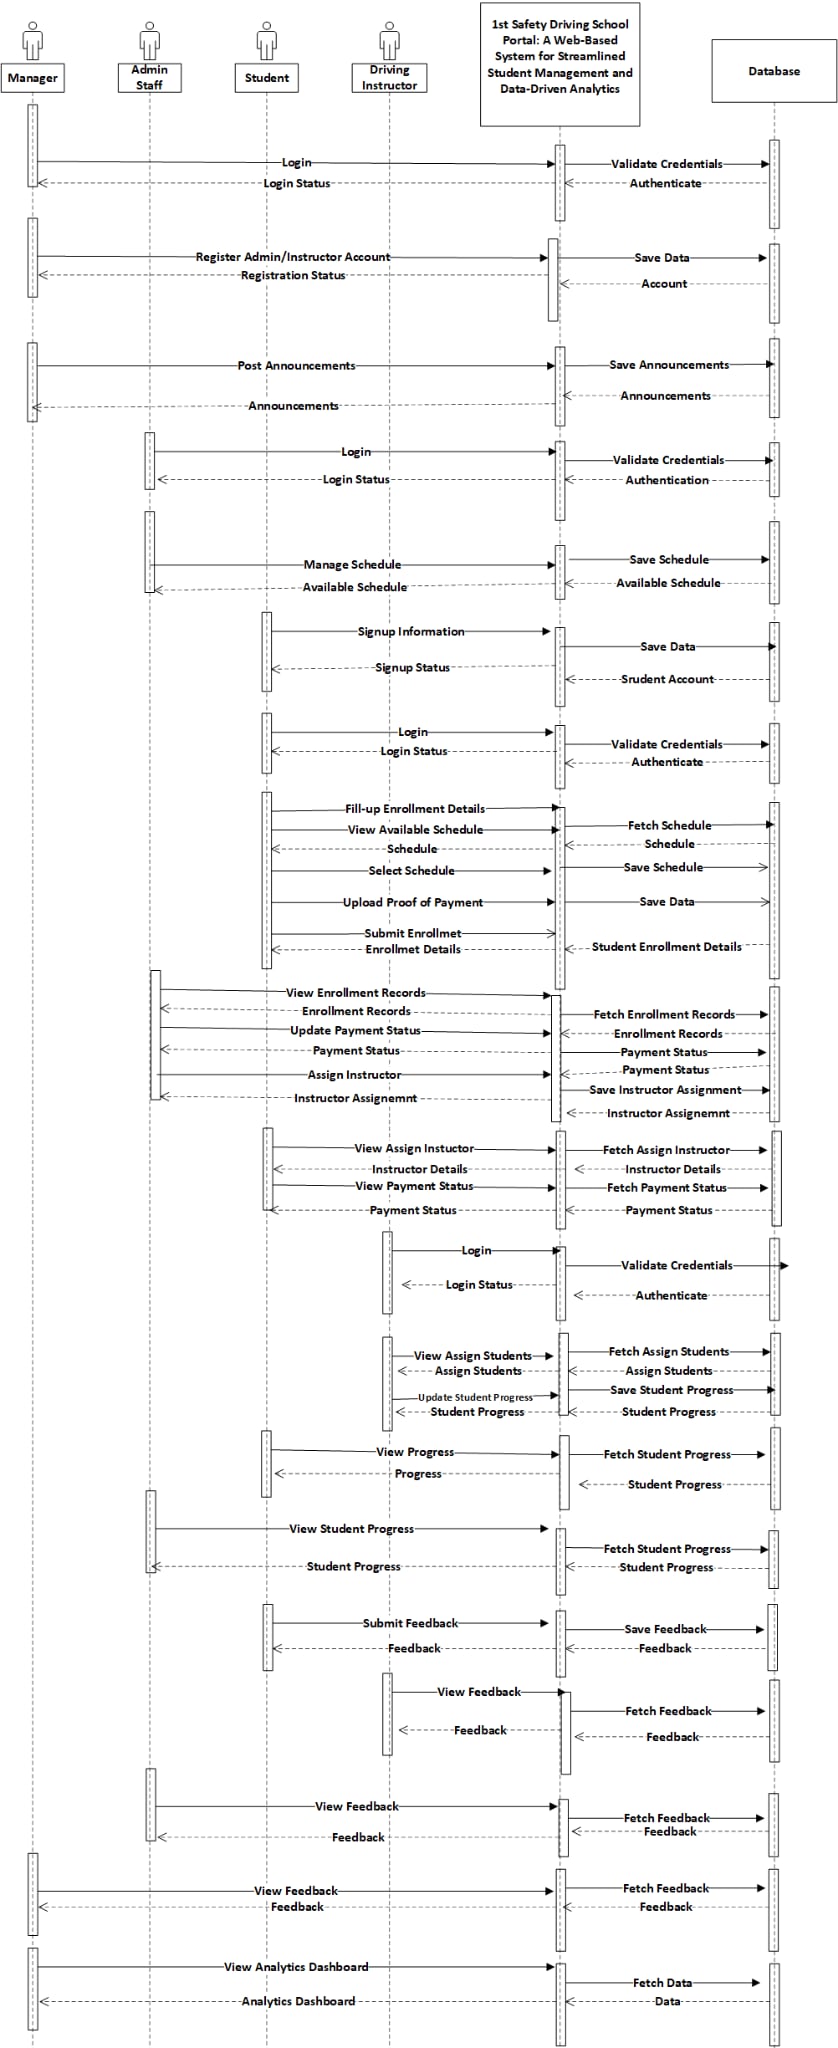 1st Safety Driving School
Portal: A Web-Based
System for Streamlined
Student Management and
Data-Driven Analytics
Manager
Admin
Staff
Student
Driving
Instructor
Database
Login
Validate Credentials
Login Status
Authenticate
Register Admin/Instructor Account
Save Data
Registration Status
Account
Post Announcements
Save Announcements
Announcements
Announcements
Login
Validate Credentials
Login Status
Authentication
Manage Schedule
Save Schedule
Available Schedule
Available Schedule
Signup Information
Save Data
Signup Status
Srudent Account
Login
Validate Credentials
Login Status
Authenticate
Fill-up Enrollment Details
View Available Schedule
Fetch Schedule
Schedule
Schedule
Select Schedule
Save Schedule
Upload Proof of Payment
Save Data
Submit Enrollmet
Enrollmet Details
Student Enrollment Details
View Enrollment Records
Enrollment Records
Fetch Enrollment Records
Update Payment Status
Enrollment Records
Payment Status
Payment Status
Payment Status
Assign Instructor
Save Instructor Assignment
Instructor Assignemnt
Instructor Assignemnt
View Assign Instuctor
Fetch Assign Instructor
Instructor Details
Instructor Details
View Payment Status
Fetch Payment Status
Payment Status
Payment Status
Login
Validate Credentials
Login Status
Authenticate
View Assign Students
Fetch Assign Students
Assign Students
Assign Students
Update Student Progress
Save Student Progress
Student Progress
Student Progress
View Progress
Fetch Student Progress
Progress
Student Progress
View Student Progress
Fetch Student Progress
Student Progress
Student Progress
Submit Feedback
Save Feedback
Feedback
Feedback
View Feedback
Fetch Feedback
Feedback
Feedback
View Feedback
Fetch Feedback
Feedback
Feedback
View Feedback
Fetch Feedback
Feedback
Feedback
View Analytics Dashboard
Fetch Data
Analytics Dashboard
Data